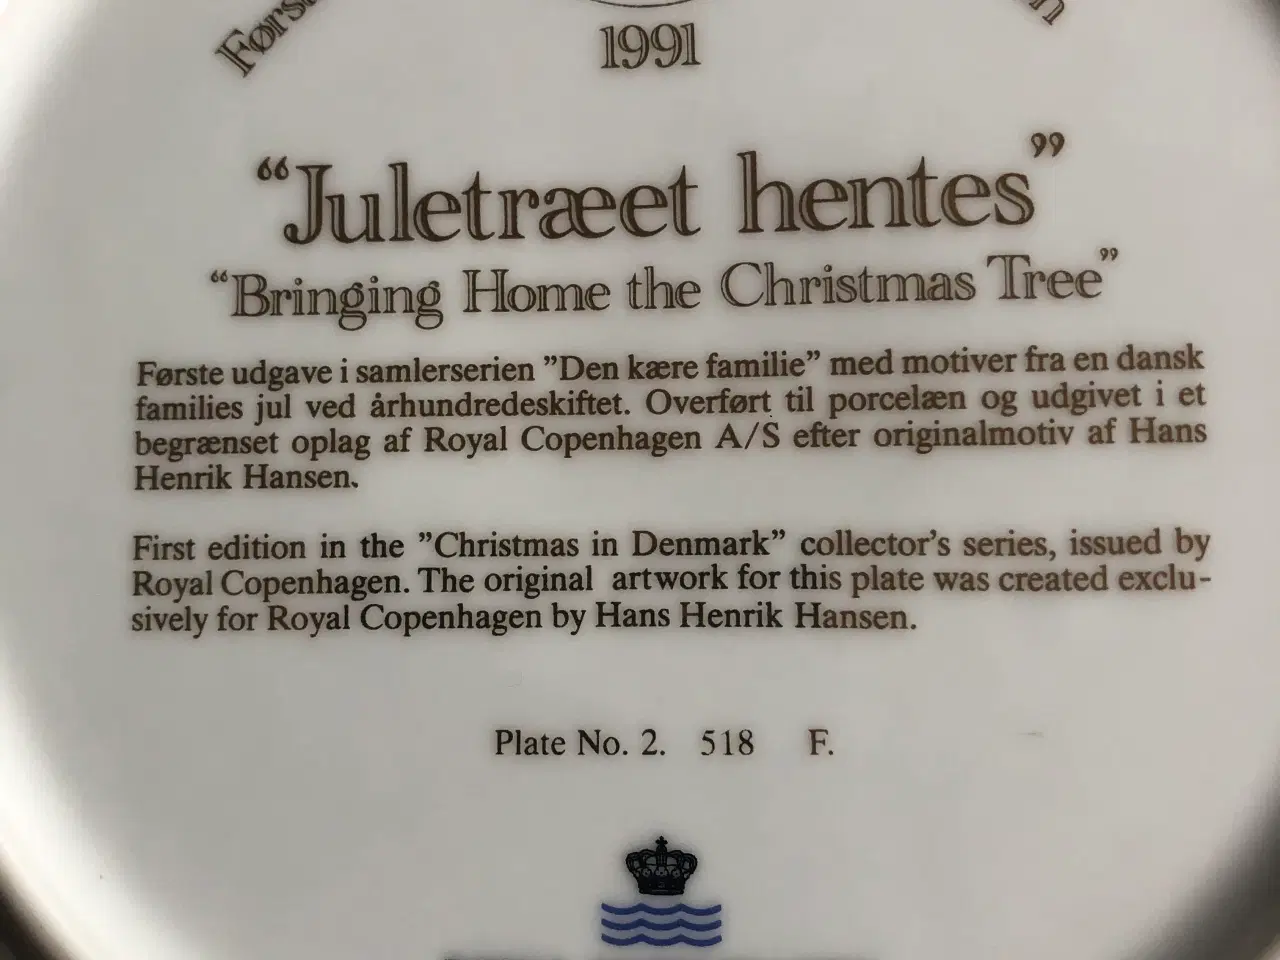 1991
“Juletræet hentes”
“Bringing Home the Christmas Tree”
Første udgave i samlerserien ”Den kære familie” med motiver fra en dansk
families jul ved århundredeskiftet. Overført til porcelæn og udgivet i et
begrænset oplag af Royal Copenhagen A/S efter originalmotiv af Hans
Henrik Hansen.
First edition in the ”Christmas in Denmark” collector’s series, issued by
Royal Copenhagen. The original artwork for this plate was created exclu-
sively for Royal Copenhagen by Hans Henrik Hansen.
Plate No. 2. 518 F.